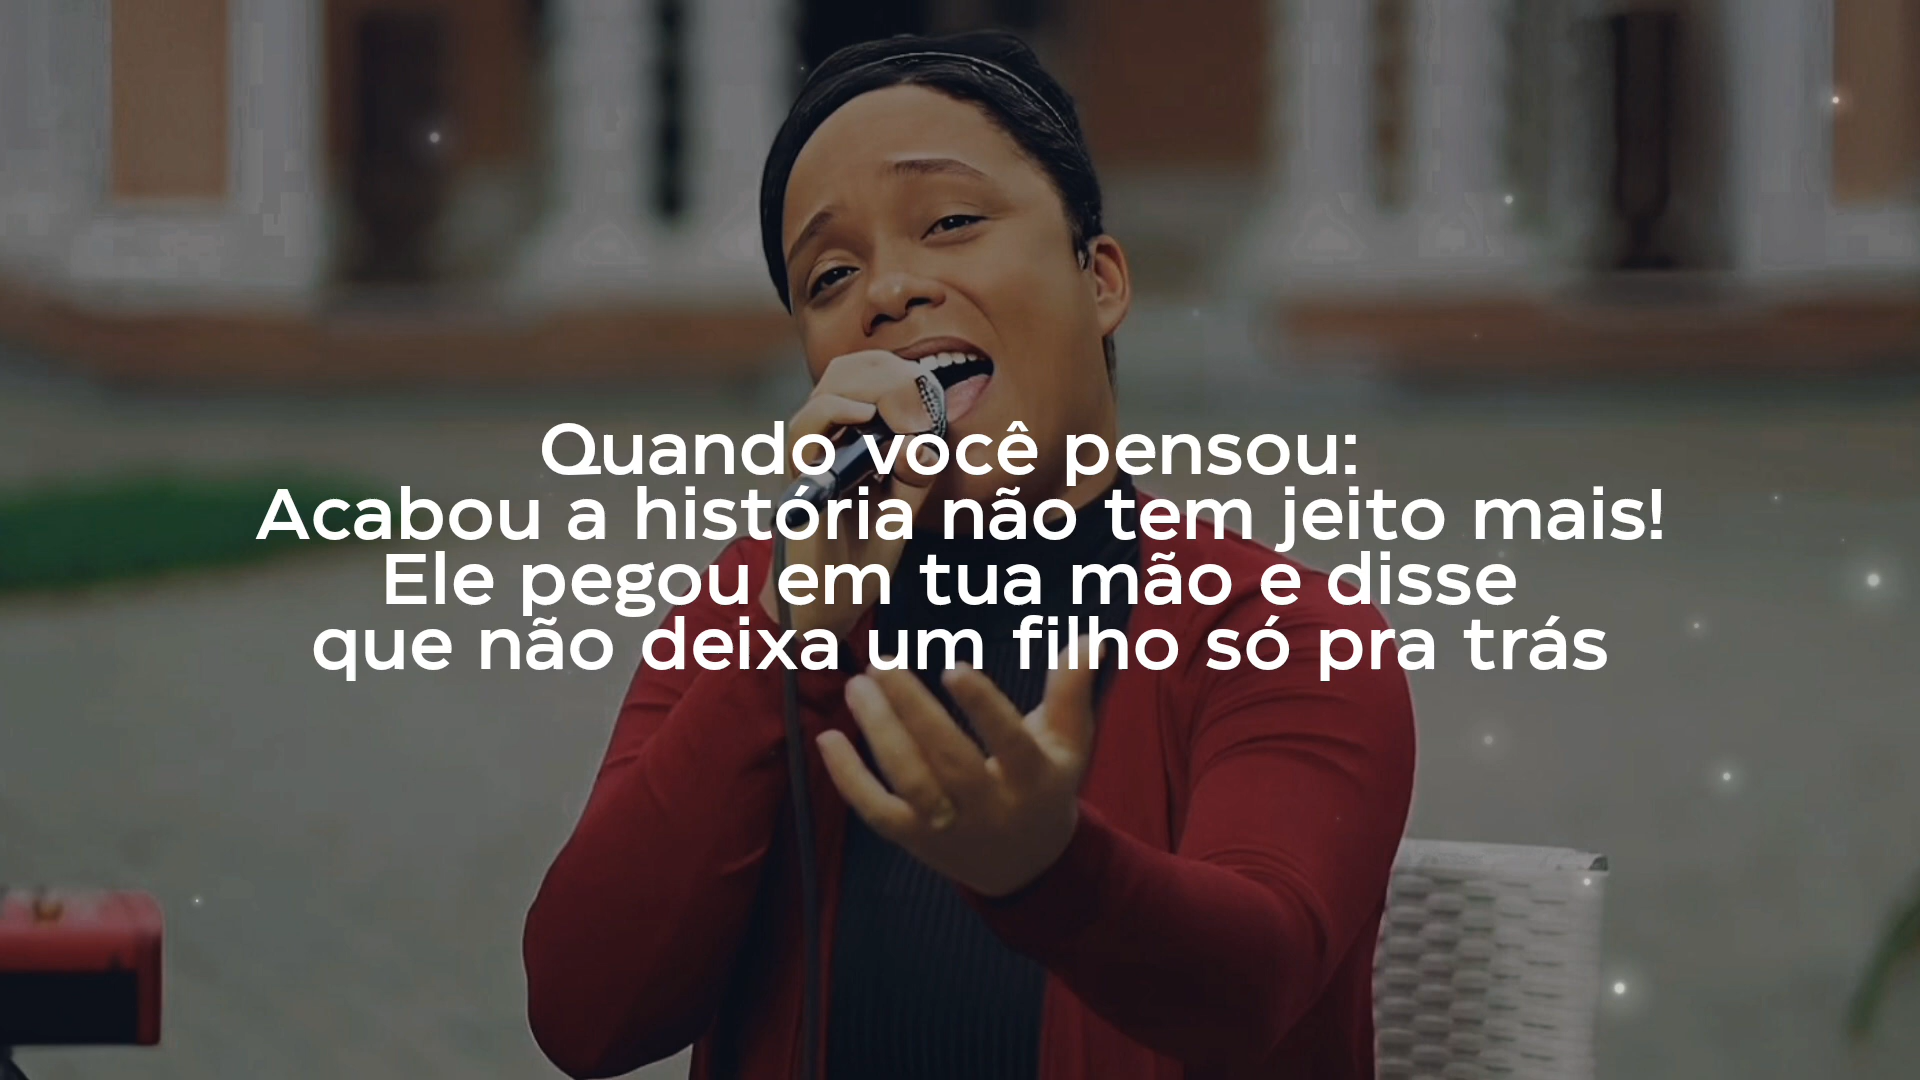 Quando você pensou:
Acabou a história não tem jeito mais!
Ele pegou em tua mão e disse
que não deixa um filho só pra trás